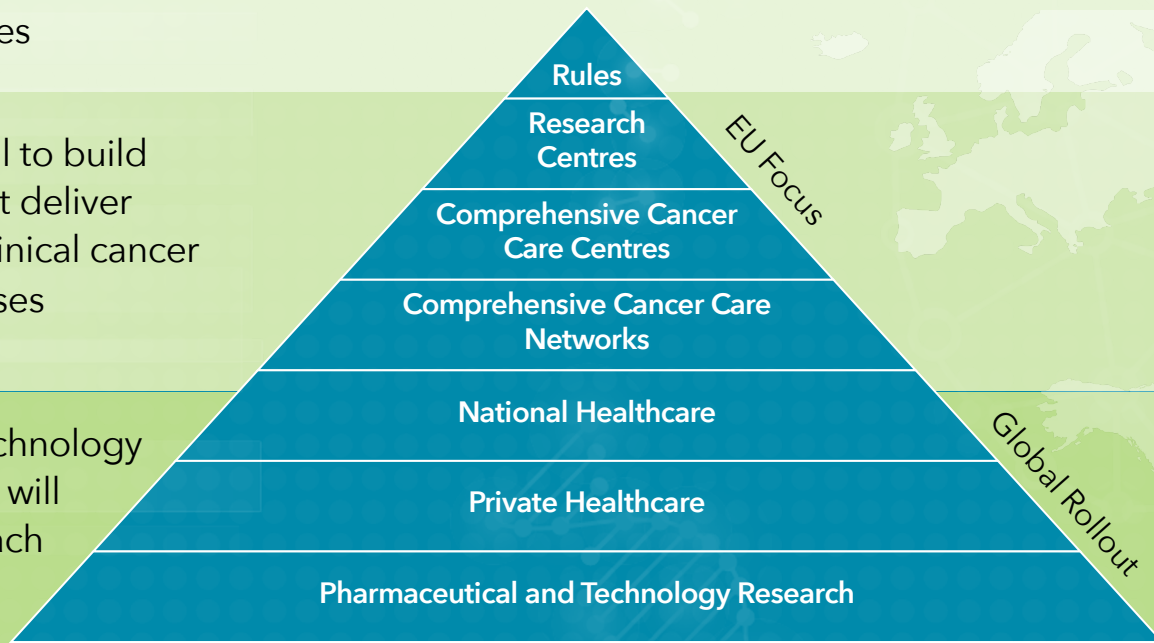 es
l to build
t deliver
inical cancer
ses
chnology
will
ach
Rules
Research
Centres
Comprehensive Cancer
Care Centres
Comprehensive Cancer Care
Networks
National Healthcare
Private Healthcare
Pharmaceutical and Technology Research
EU Focus
Global Rollout